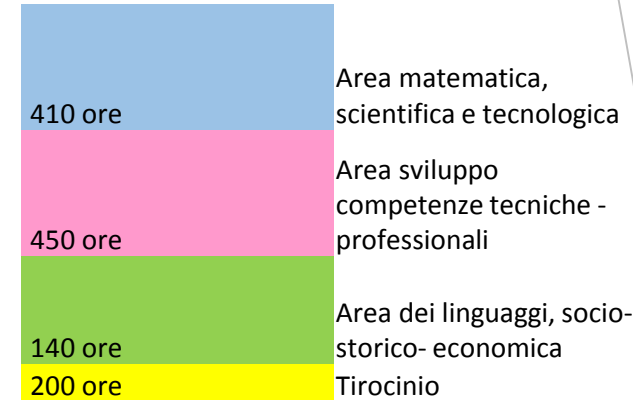 410 ore
Area matematica,
scientifica e tecnologica
450 ore
Area sviluppo
competenze tecniche -
professionali
140 ore
Area dei linguaggi, socio-
storico- economica
200 ore
Tirocinio